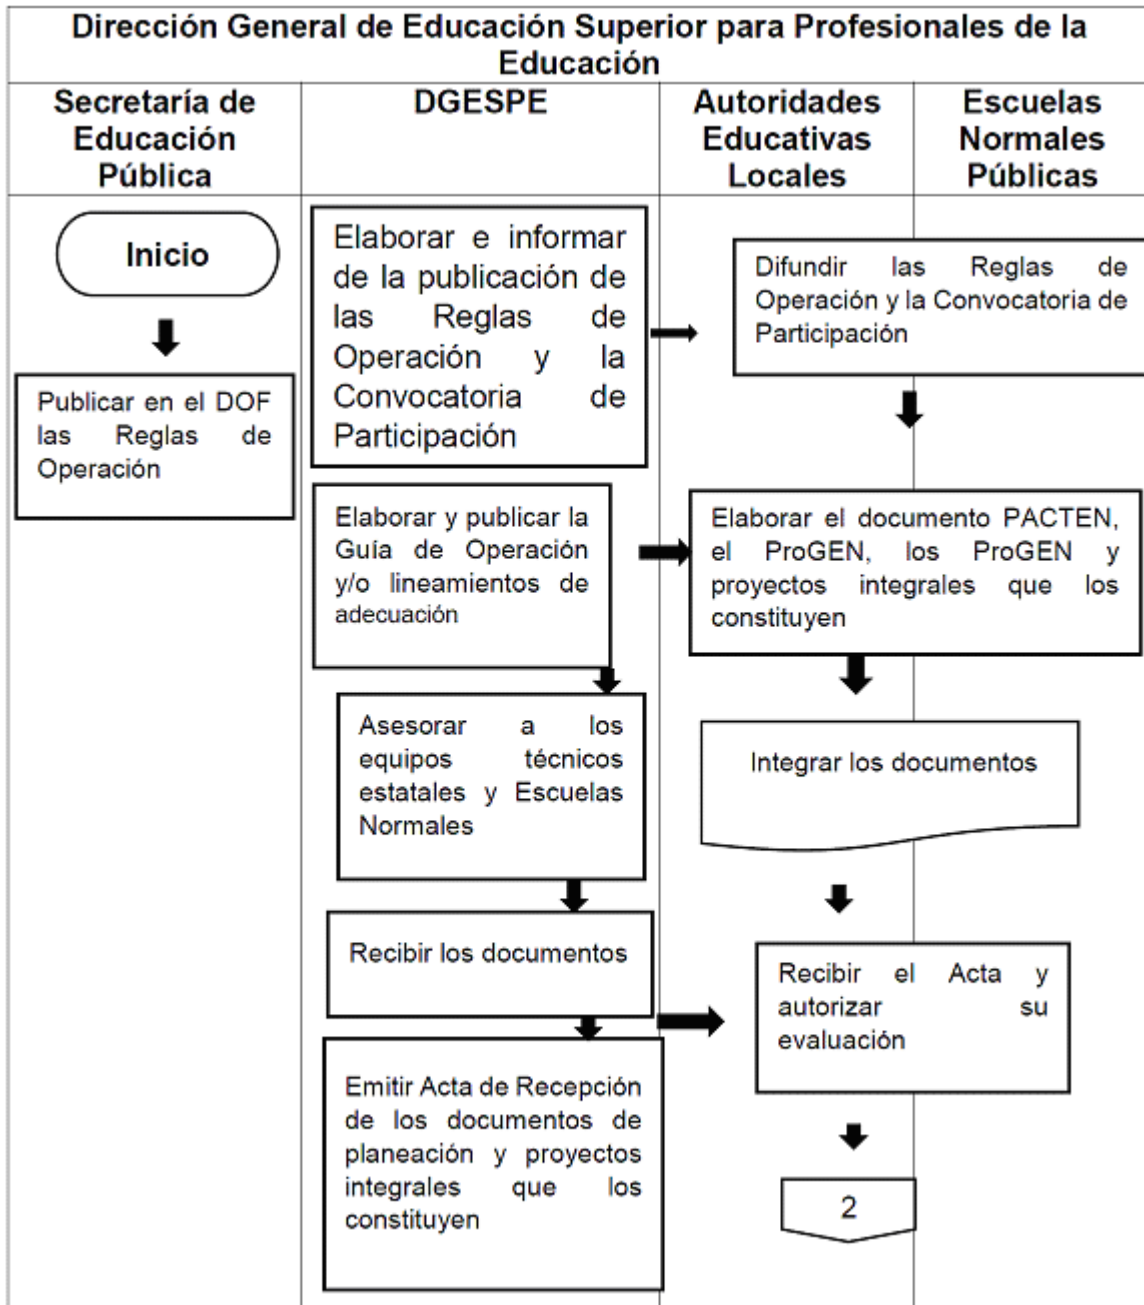 Dirección General de Educación Superior para Profesionales de la
Educación
Secretaría de
Educación
Pública
DGESPE
Autoridades
Educativas
Locales
Escuelas
Normales
Públicas
Inicio
Publicar en el DOF
las Reglas de
Operación
Elaborar e informar
de la publicación de
las Reglas de
Operación y la
Convocatoria de
Participación
Difundir las Reglas de
Operación y la Convocatoria de
Participación
Elaborar y publicar la
Guía de Operación
y/o lineamientos de
adecuación
Elaborar el documento PACTEN,
el ProGEN, los ProGEN y
proyectos integrales que los
constituyen
Asesorar a los
equipos técnicos
estatales y Escuelas
Normales
Integrar los documentos
Recibir los documentos
Recibir el Acta y
autorizar su
evaluación
Emitir Acta de Recepción
de los documentos de
planeación y proyectos
integrales que los
constituyen
2